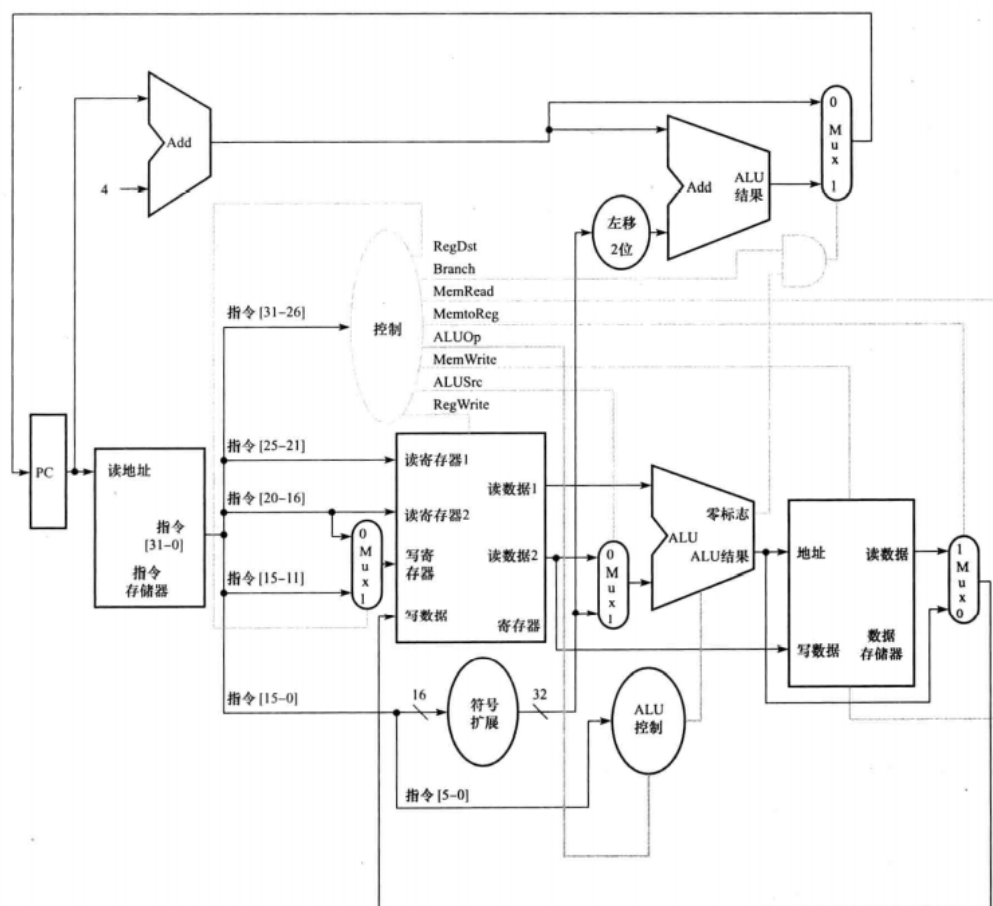 Add
4
0
Mux
1
Add
ALU
结果
左移
2位
RegDst
Branch
MemRead
MemtoReg
ALUOp
MemWrite
ALUSrc
RegWrite
控制
指令 [31-26]
指令 [25-21]
指令 [20-16]
指令 [15-11]
指令 [15-0]
指令 [5-0]
PC
读地址
指令
[31-0]
指令
存储器
0
Mux
1
读寄存器1
读寄存器2
写寄
存器
写数据
读数据1
读数据2
寄存器
0
Mux
1
零标志
ALU
ALU结果
地址
读数据
写数据
数据
存储器
1
Mux
0
16
符号
扩展
32
ALU
控制